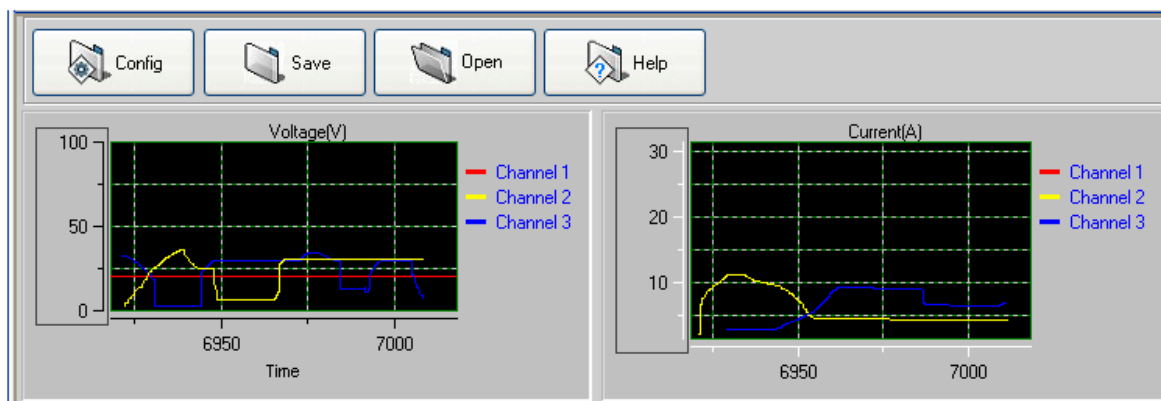 Config Save Open Help
Voltage(V)
100
50
0
6950 7000
Time
Channel 1
Channel 2
Channel 3
Current(A)
30
20
10
6950 7000
Channel 1
Channel 2
Channel 3